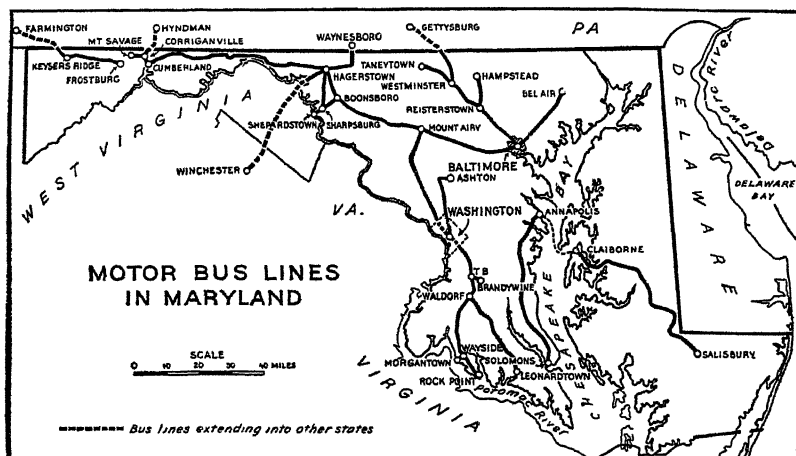 FARMINGTON
HYNDMAN
GETTYSBURG
PA
MT SAVAGE
CORRIGANVILLE
WAYNESBORO
KEYSERS RIDGE
CUMBERLAND
FROSTBURG
TANEYTOWN
HAGERSTOWN
HAMPSTEAD
WESTMINSTER
BEL AIR
BOONSBORO
REISTERSTOWN
SHEPARDSTOWN
SHARPSBURG
MOUNT AIRY
WEST VIRGINIA
WINCHESTER
BALTIMORE
ASHTON
DELAWARE
Delaware River
DELAWARE
BAY
VA.
WASHINGTON
ANNAPOLIS
CHESAPEAKE BAY
CLAIBORNE
MOTOR BUS LINES
IN MARYLAND
T B
BRANDYWINE
WALDORF
SCALE
0 10 20 30 40 MILES
WAYSIDE
MORGANTOWN
SOLOMONS
SALISBURY
ROCK POINT
LEONARDTOWN
VIRGINIA
Potomac River
Bus lines extending into other states